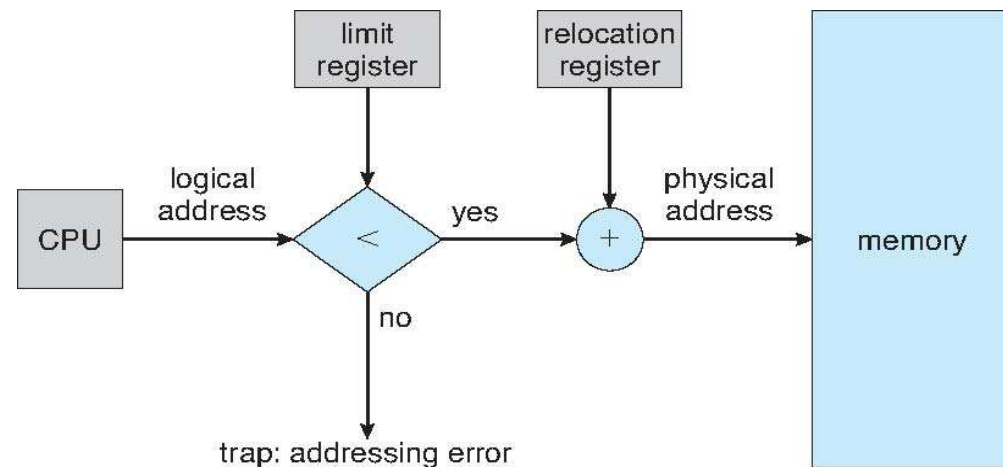 limit
register
relocation
register
logical
address
physical
address
CPU
<
yes
+
memory
no
trap: addressing error